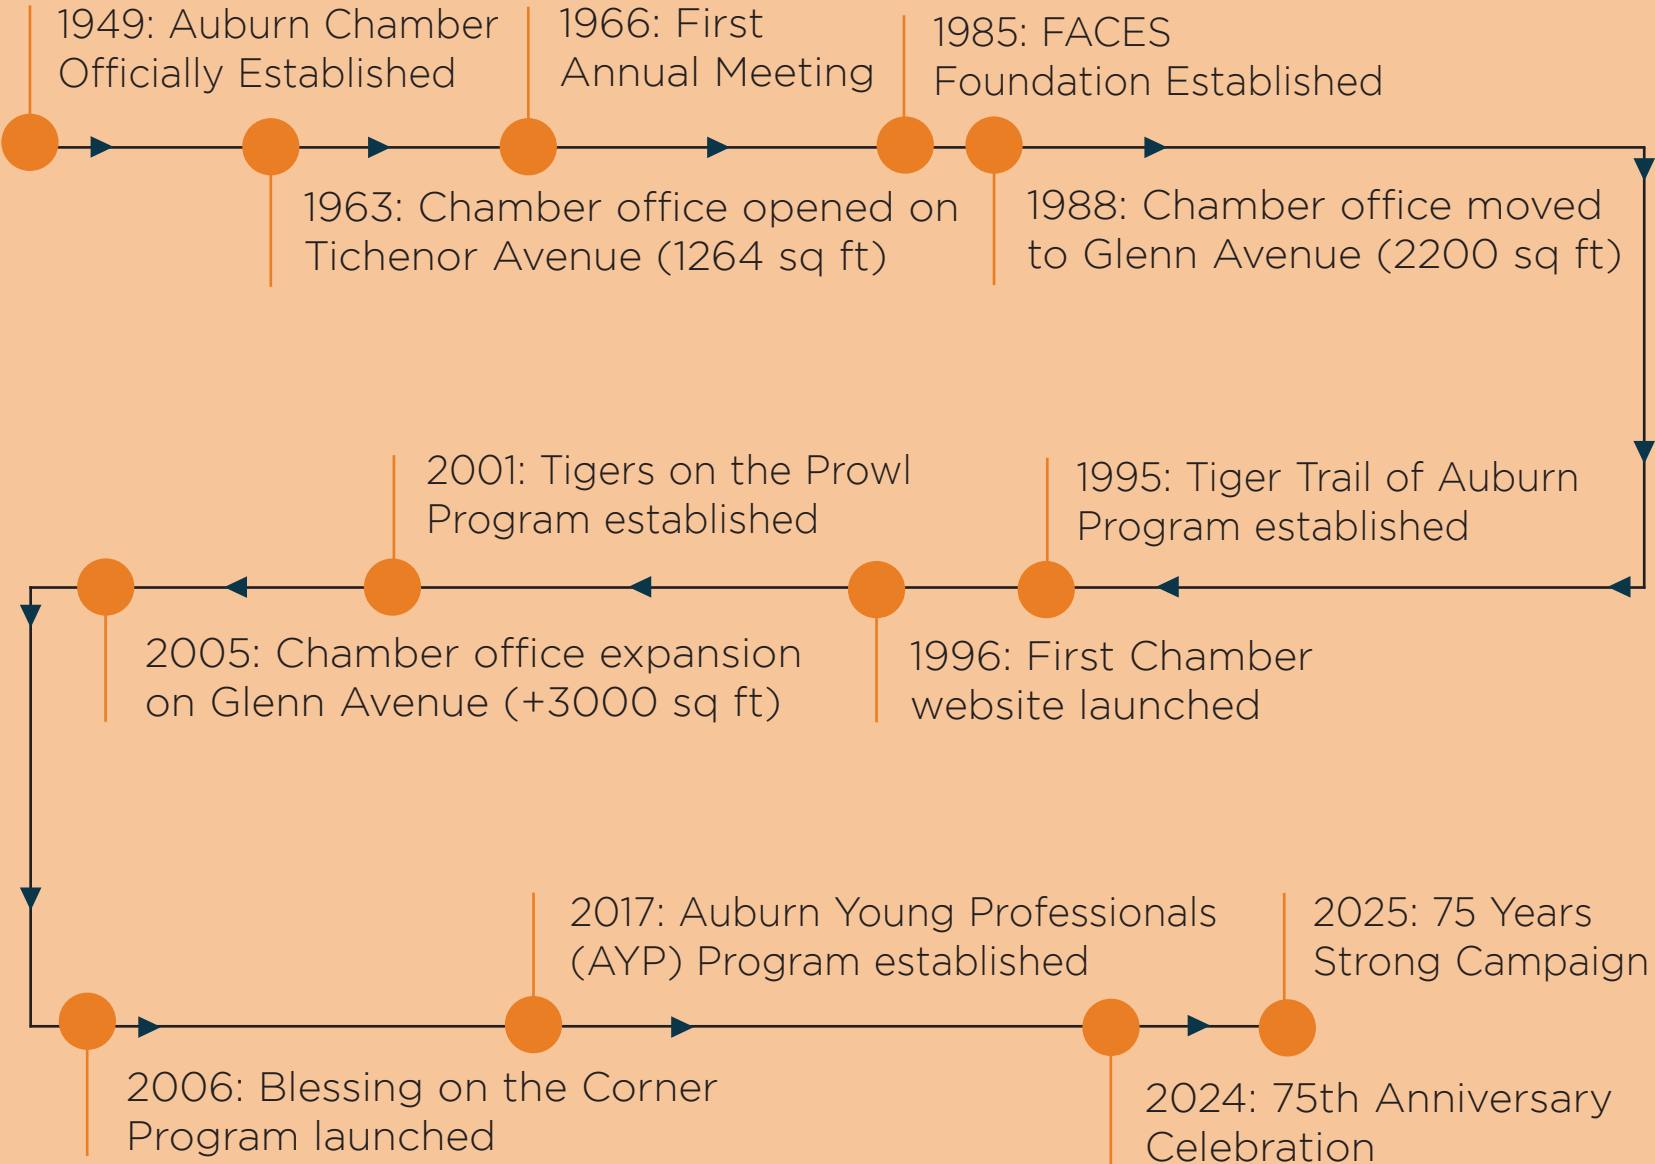 1949: Auburn Chamber
Officially Established
1963: Chamber office opened on
Tichenor Avenue (1264 sq ft)
1966: First
Annual Meeting
1985: FACES
Foundation Established
1988: Chamber office moved
to Glenn Avenue (2200 sq ft)
1995: Tiger Trail of Auburn
Program established
1996: First Chamber
website launched
2001: Tigers on the Prowl
Program established
2005: Chamber office expansion
on Glenn Avenue (+3000 sq ft)
2006: Blessing on the Corner
Program launched
2017: Auburn Young Professionals
(AYP) Program established
2024: 75th Anniversary
Celebration
2025: 75 Years
Strong Campaign